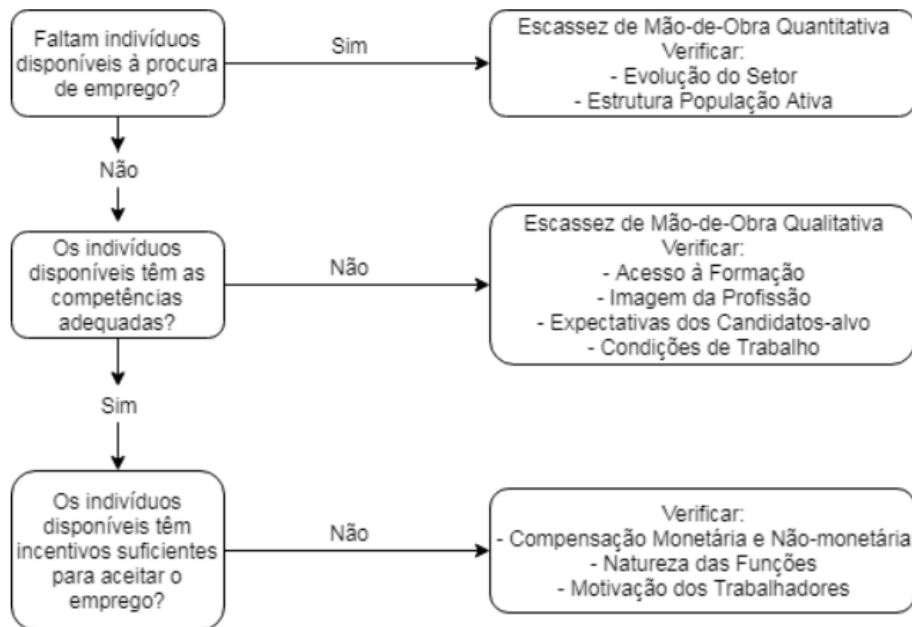 Faltam indivíduos
disponíveis à procura
de emprego?
Sim
Escassez de Mão-de-Obra Quantitativa
Verificar:
- Evolução do Setor
- Estrutura População Ativa
Não
Os indivíduos
disponíveis têm as
competências
adequadas?
Não
Escassez de Mão-de-Obra Qualitativa
Verificar:
- Acesso à Formação
- Imagem da Profissão
- Expectativas dos Candidatos-alvo
- Condições de Trabalho
Sim
Os indivíduos
disponíveis têm
incentivos suficientes
para aceitar o
emprego?
Não
Verificar:
- Compensação Monetária e Não-monetária
- Natureza das Funções
- Motivação dos Trabalhadores